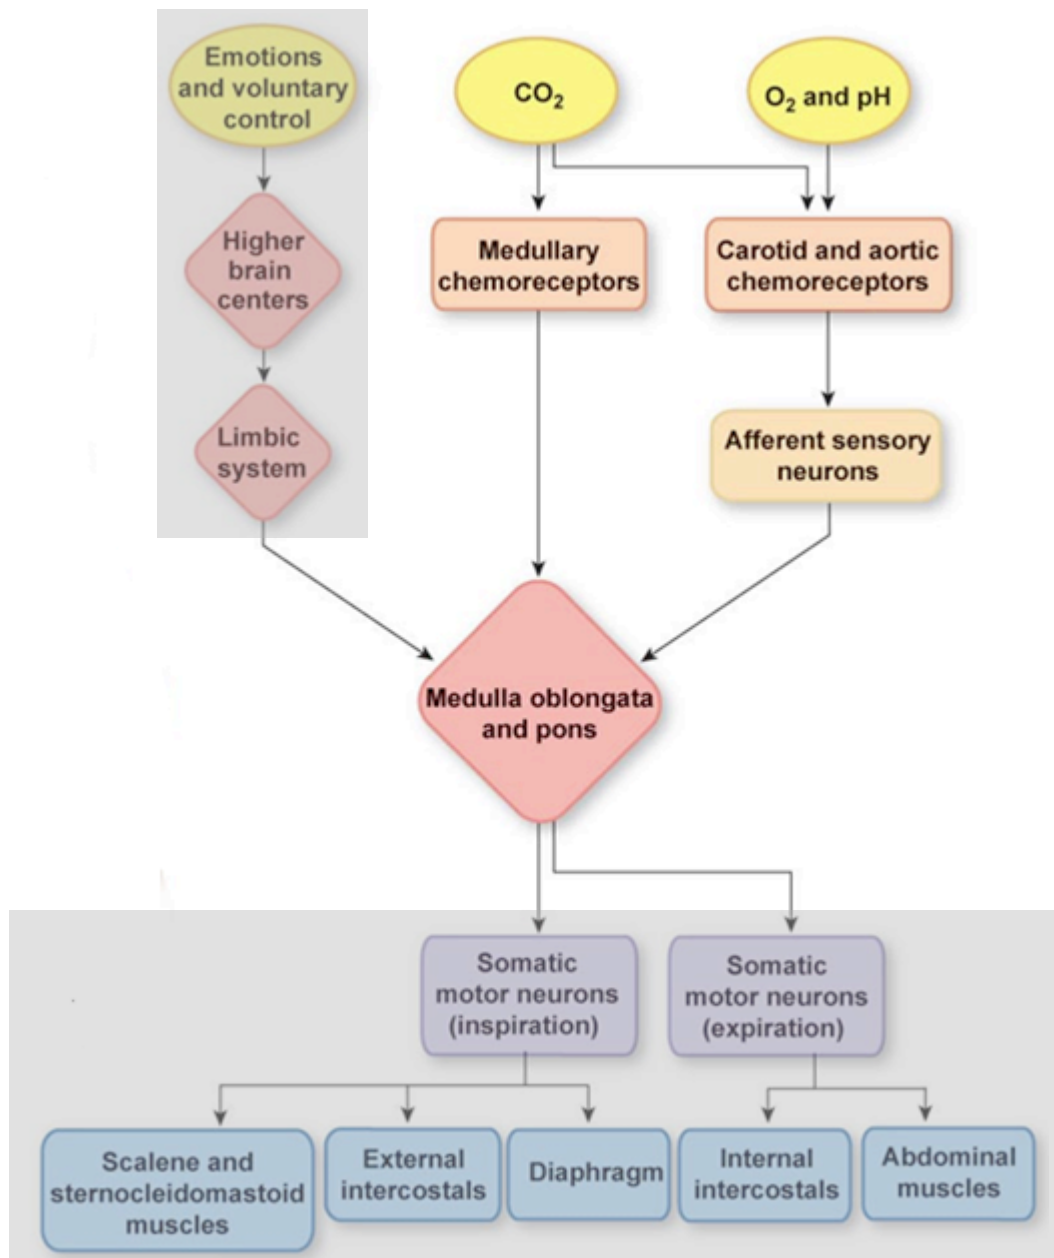 Emotions
and voluntary
control
CO₂
O₂ and pH
Higher
brain
centers
Medullary
chemoreceptors
Carotid and aortic
chemoreceptors
Limbic
system
Afferent sensory
neurons
Medulla oblongata
and pons
Somatic
motor neurons
(inspiration)
Somatic
motor neurons
(expiration)
Scalene and
sternocleidomastoid
muscles
External
intercostals
Diaphragm
Internal
intercostals
Abdominal
muscles